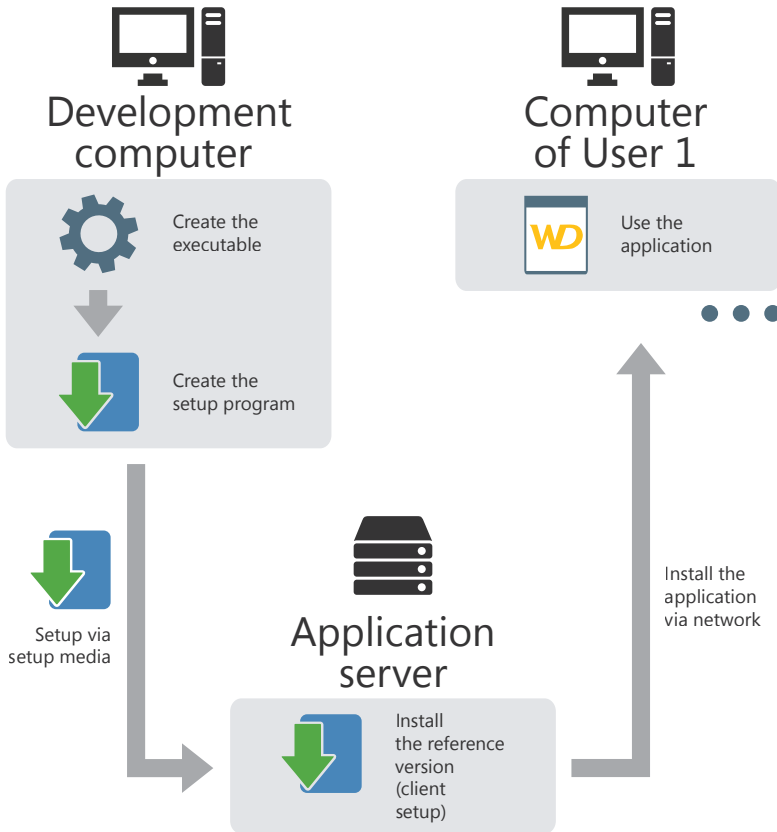 Development
computer
Create the
executable
Create the
setup program
Setup via
setup media
Application
server
Install
the reference
version
(client
setup)
Install the
application
via network
Computer
of User 1
WD
Use the
application